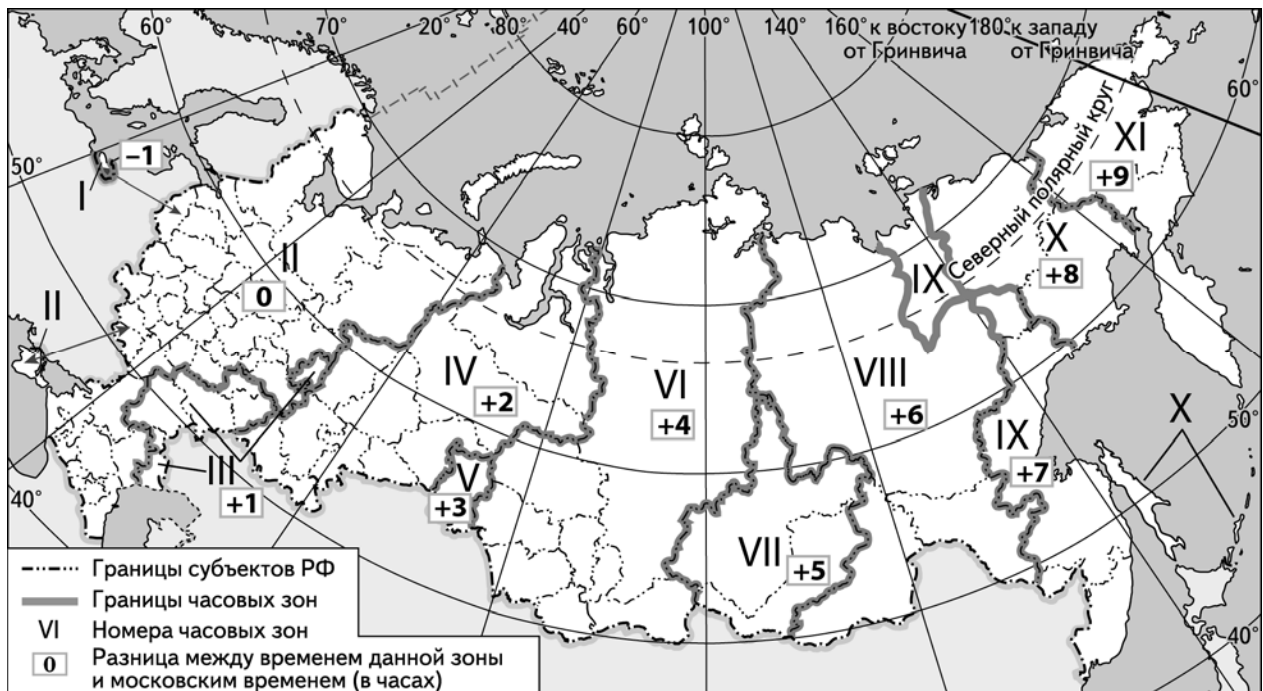 60° 70° 20° 40° 60° 100° 140° 160° к востоку 180° к западу
от Гринвича от Гринвича
60°
50°
−1
I
Северный полярный круг
XI
+9
X
+8
IX
II
0
II
IV
+2
VI
+4
VIII
+6
X
50°
IX
+7
V
+3
III
+1
40°
VII
+5
40°
Границы субъектов РФ
Границы часовых зон
VI Номера часовых зон
0 Разница между временем данной зоны
и московским временем (в часах)